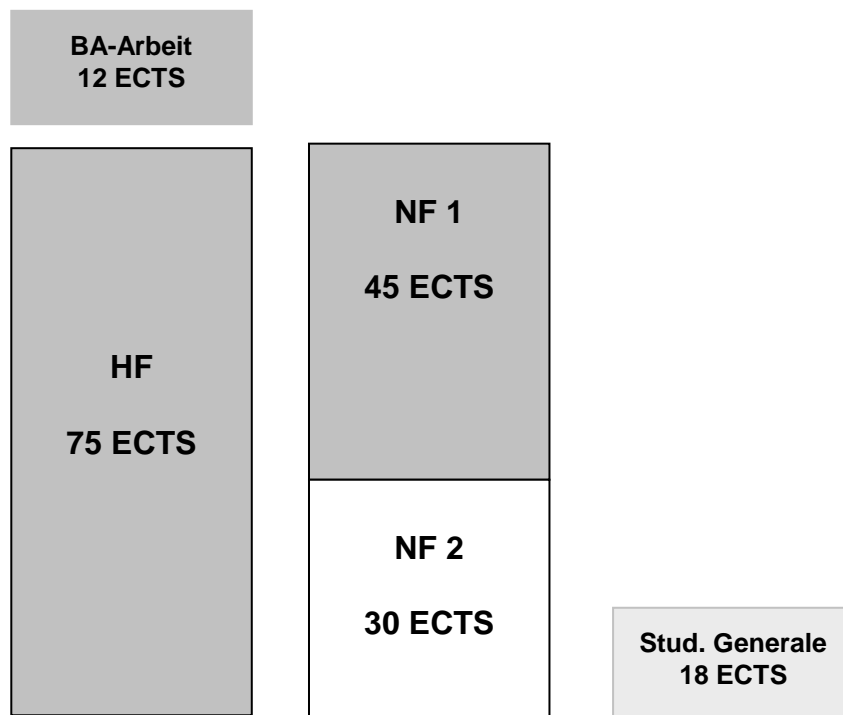 BA-Arbeit
12 ECTS
HF
75 ECTS
NF 1
45 ECTS
NF 2
30 ECTS
Stud. Generale
18 ECTS